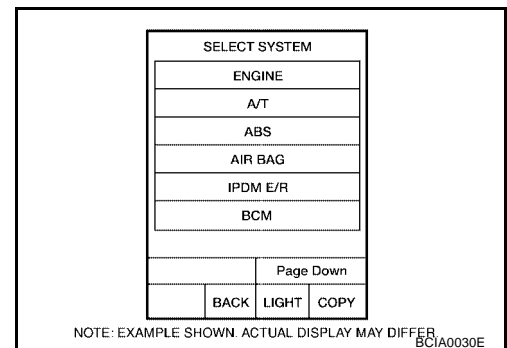 SELECT SYSTEM
ENGINE
A/T
ABS
AIR BAG
IPDM E/R
BCM
Page Down
BACK LIGHT COPY
NOTE: EXAMPLE SHOWN. ACTUAL DISPLAY MAY DIFFER
BCIA0030E